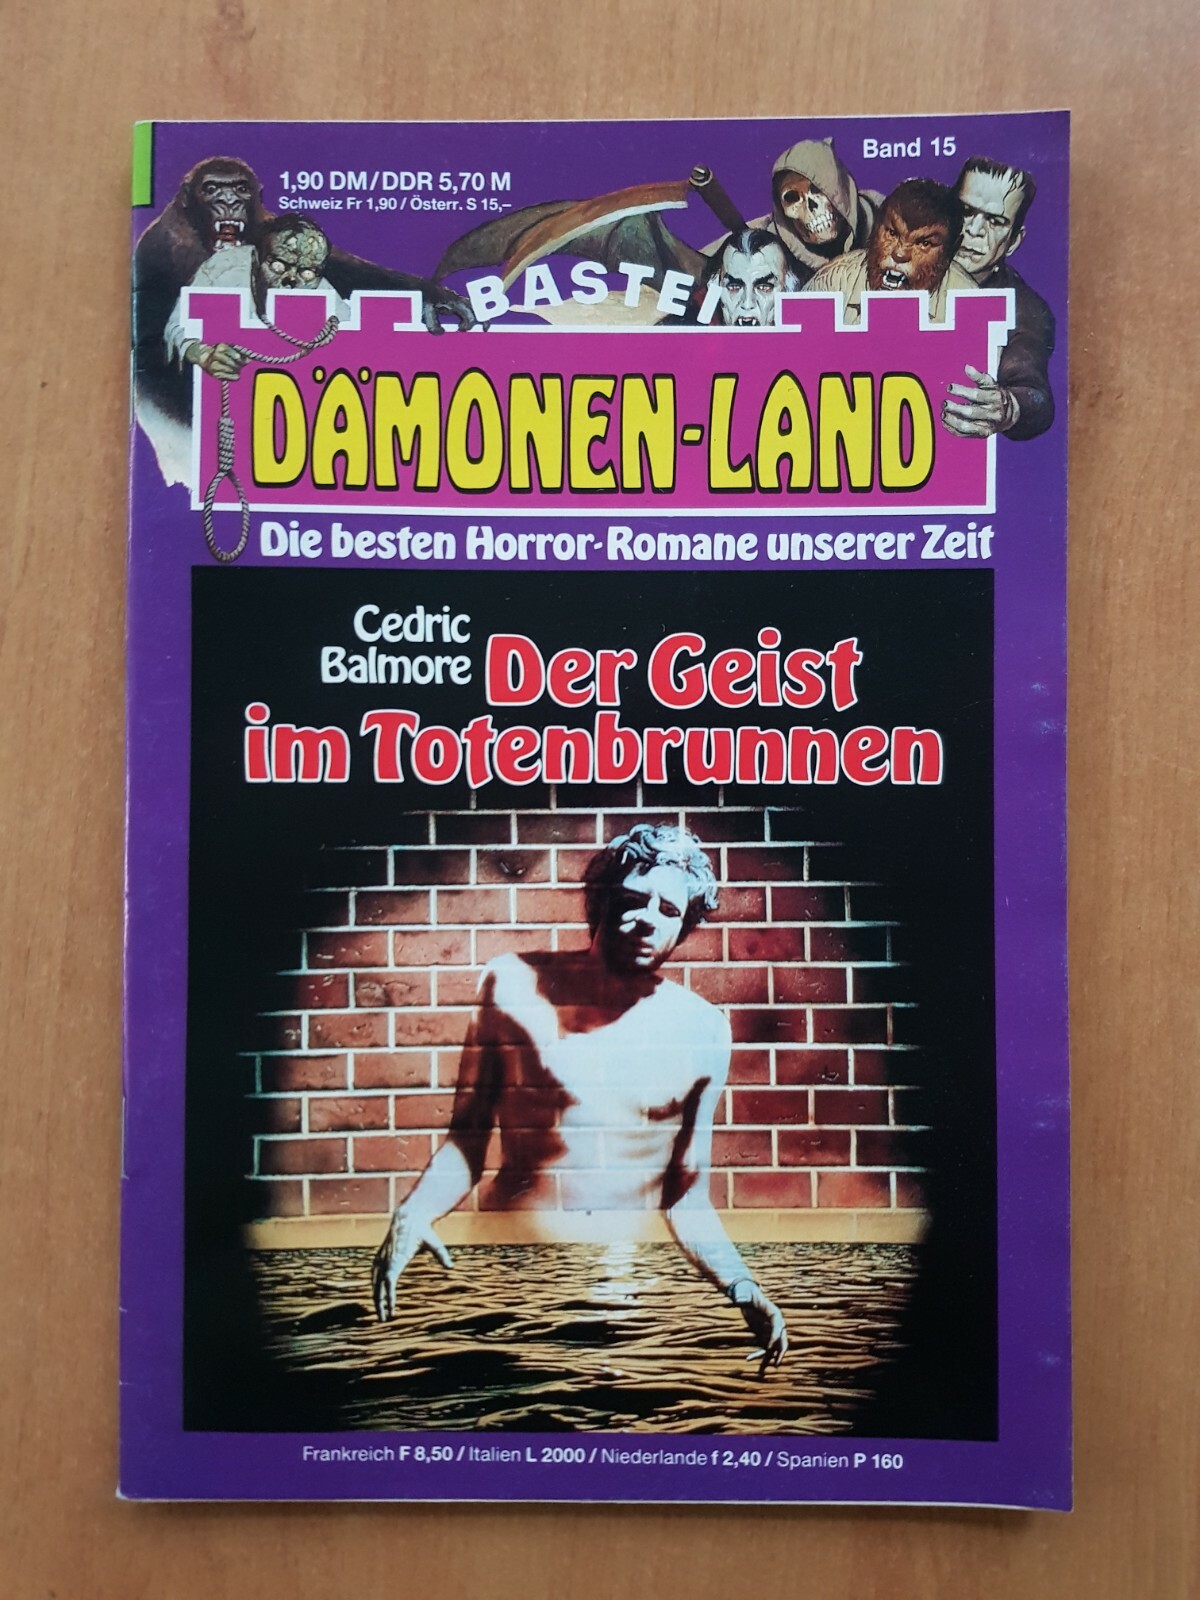 Band 15
1,90 DM/DDR 5,70 M
Schweiz Fr 1,90 / Österr. S 15,–
BASTEI
DÄMONEN-LAND
Die besten Horror-Romane unserer Zeit
Cedric
Balmore
Der Geist
im Totenbrunnen
Frankreich F 8,50 / Italien L 2000 / Niederlande f 2,40 / Spanien P 160